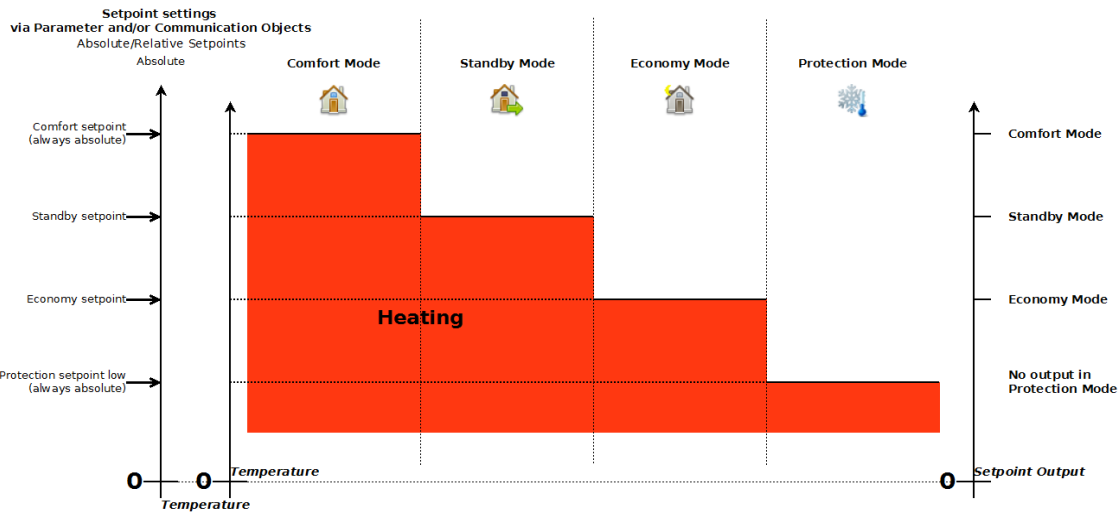 Setpoint settings
via Parameter and/or Communication Objects
Absolute/Relative Setpoints
Absolute
Comfort Mode
Standby Mode
Economy Mode
Protection Mode
Comfort setpoint
(always absolute)
Comfort Mode
Standby setpoint
Standby Mode
Economy setpoint
Economy Mode
Heating
Protection setpoint low
(always absolute)
No output in
Protection Mode
Temperature
Setpoint Output
0
0
0
Temperature